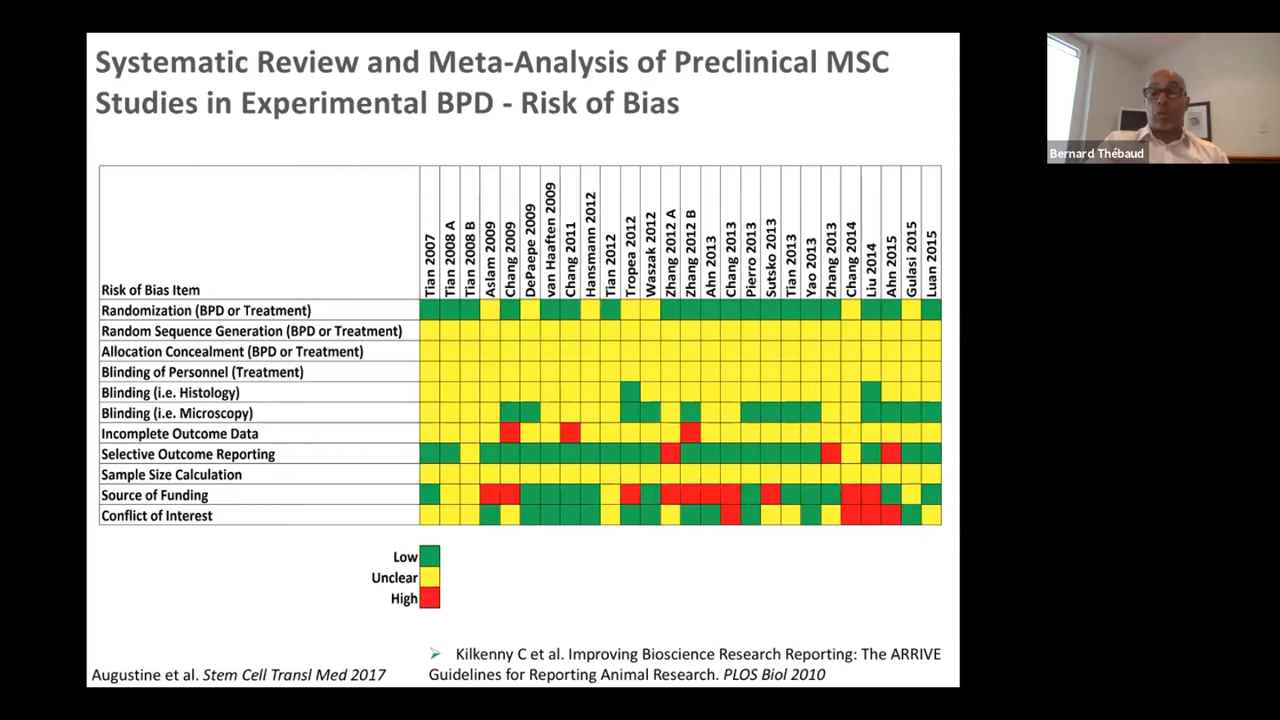 Systematic Review and Meta-Analysis of Preclinical MSC
Studies in Experimental BPD - Risk of Bias
Bernard Thébaud
Risk of Bias Item
Tian 2007
Tian 2008 A
Tian 2008 B
Aslam 2009
Chang 2009
DePaepe 2009
van Haaften 2009
Chang 2011
Hansmann 2012
Tian 2012
Tropea 2012
Waszak 2012
Zhang 2012 A
Zhang 2012 B
Ahn 2013
Chang 2013
Pierro 2013
Sutsko 2013
Tian 2013
Yao 2013
Zhang 2013
Chang 2014
Liu 2014
Ahn 2015
Gulasi 2015
Luan 2015
Randomization (BPD or Treatment)
Random Sequence Generation (BPD or Treatment)
Allocation Concealment (BPD or Treatment)
Blinding of Personnel (Treatment)
Blinding (i.e. Histology)
Blinding (i.e. Microscopy)
Incomplete Outcome Data
Selective Outcome Reporting
Sample Size Calculation
Source of Funding
Conflict of Interest
Low
Unclear
High
Augustine et al. Stem Cell Transl Med 2017
Kilkenny C et al. Improving Bioscience Research Reporting: The ARRIVE
Guidelines for Reporting Animal Research. PLOS Biol 2010